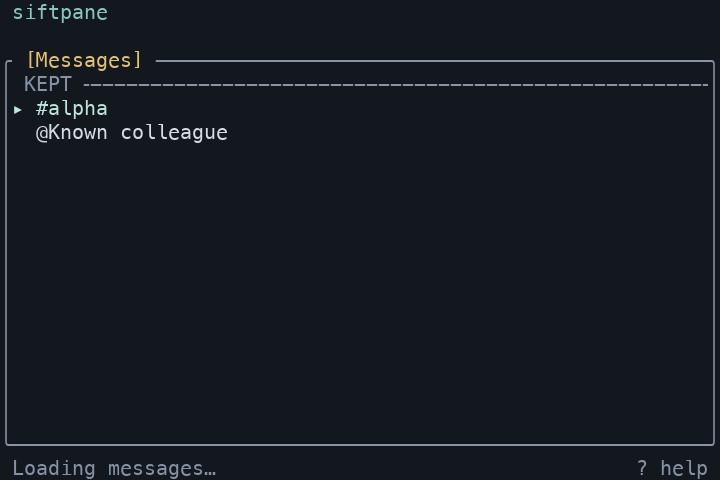 siftpane
[Messages]
KEPT
▸ #alpha
@Known colleague
Loading messages… ? help